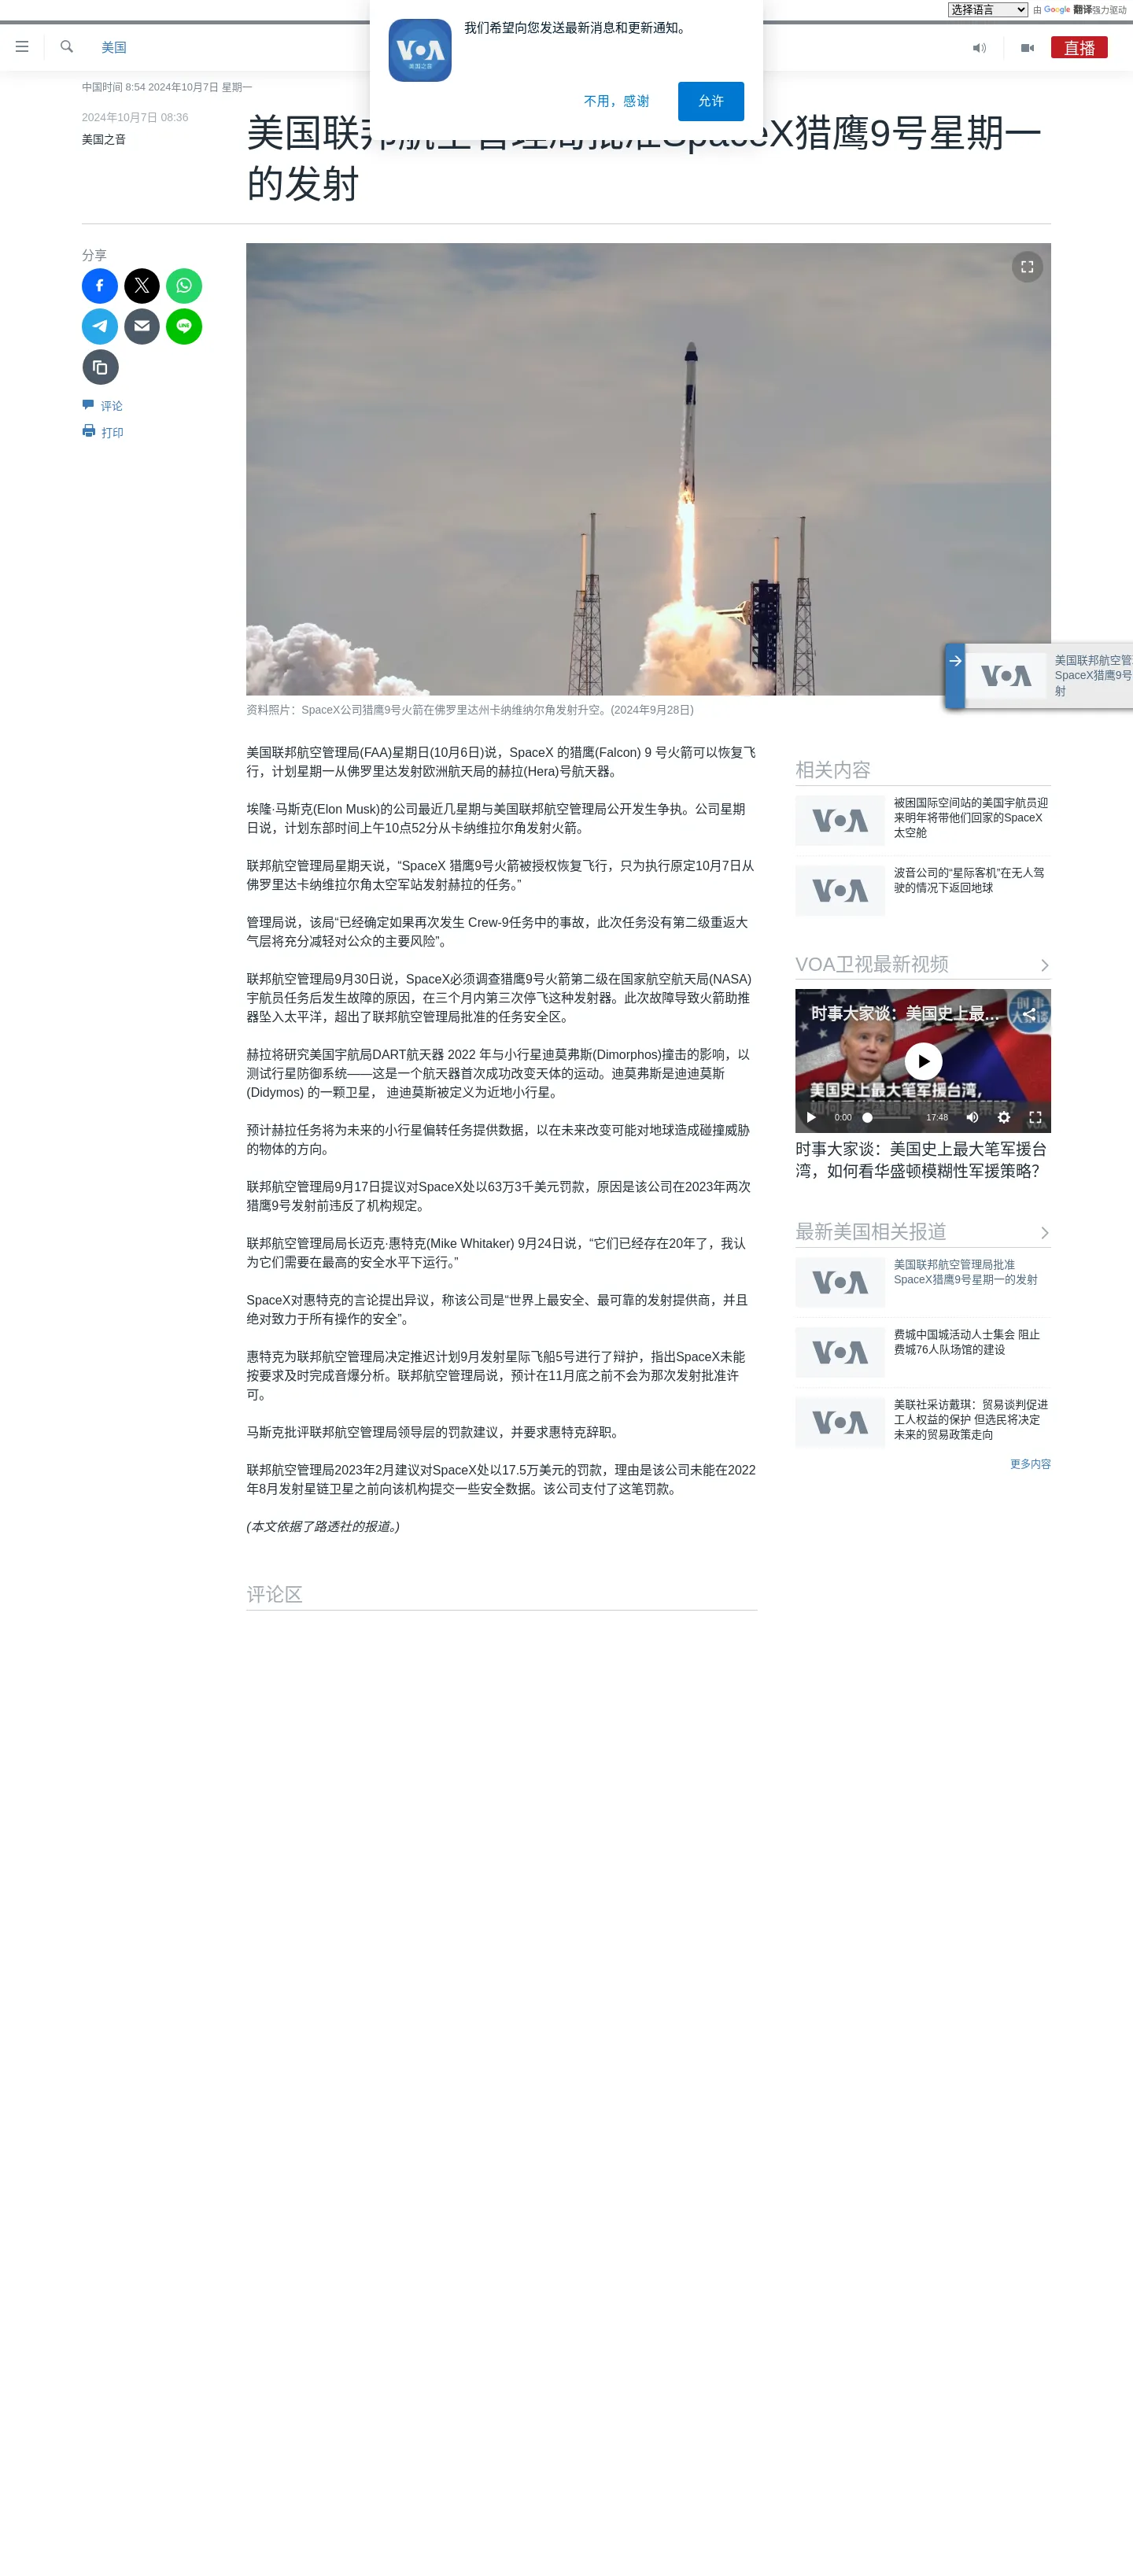 选择语言
由 Google 翻译强力驱动
美国
直播
VOA
美国之音
我们希望向您发送最新消息和更新通知。
不用，感谢
允许
中国时间 8:54 2024年10月7日 星期一
2024年10月7日 08:36
美国之音
美国联邦航空管理局批准SpaceX猎鹰9号星期一
的发射
分享
LINE
评论
打印
资料照片：SpaceX公司猎鹰9号火箭在佛罗里达州卡纳维纳尔角发射升空。(2024年9月28日)
VOA
美国联邦航空管
SpaceX猎鹰9号
射
美国联邦航空管理局(FAA)星期日(10月6日)说，SpaceX 的猎鹰(Falcon) 9 号火箭可以恢复飞
行，计划星期一从佛罗里达发射欧洲航天局的赫拉(Hera)号航天器。
埃隆·马斯克(Elon Musk)的公司最近几星期与美国联邦航空管理局公开发生争执。公司星期
日说，计划东部时间上午10点52分从卡纳维拉尔角发射火箭。
联邦航空管理局星期天说，“SpaceX 猎鹰9号火箭被授权恢复飞行，只为执行原定10月7日从
佛罗里达卡纳维拉尔角太空军站发射赫拉的任务。”
管理局说，该局“已经确定如果再次发生 Crew-9任务中的事故，此次任务没有第二级重返大
气层将充分减轻对公众的主要风险”。
联邦航空管理局9月30日说，SpaceX必须调查猎鹰9号火箭第二级在国家航空航天局(NASA)
宇航员任务后发生故障的原因，在三个月内第三次停飞这种发射器。此次故障导致火箭助推
器坠入太平洋，超出了联邦航空管理局批准的任务安全区。
赫拉将研究美国宇航局DART航天器 2022 年与小行星迪莫弗斯(Dimorphos)撞击的影响，以
测试行星防御系统——这是一个航天器首次成功改变天体的运动。迪莫弗斯是迪迪莫斯
(Didymos) 的一颗卫星， 迪迪莫斯被定义为近地小行星。
预计赫拉任务将为未来的小行星偏转任务提供数据，以在未来改变可能对地球造成碰撞威胁
的物体的方向。
联邦航空管理局9月17日提议对SpaceX处以63万3千美元罚款，原因是该公司在2023年两次
猎鹰9号发射前违反了机构规定。
联邦航空管理局局长迈克·惠特克(Mike Whitaker) 9月24日说，“它们已经存在20年了，我认
为它们需要在最高的安全水平下运行。”
SpaceX对惠特克的言论提出异议，称该公司是“世界上最安全、最可靠的发射提供商，并且
绝对致力于所有操作的安全”。
惠特克为联邦航空管理局决定推迟计划9月发射星际飞船5号进行了辩护，指出SpaceX未能
按要求及时完成音爆分析。联邦航空管理局说，预计在11月底之前不会为那次发射批准许
可。
马斯克批评联邦航空管理局领导层的罚款建议，并要求惠特克辞职。
联邦航空管理局2023年2月建议对SpaceX处以17.5万美元的罚款，理由是该公司未能在2022
年8月发射星链卫星之前向该机构提交一些安全数据。该公司支付了这笔罚款。
(本文依据了路透社的报道。)
评论区
相关内容
VOA
被困国际空间站的美国宇航员迎
来明年将带他们回家的SpaceX
太空舱
VOA
波音公司的“星际客机”在无人驾
驶的情况下返回地球
VOA卫视最新视频
时事大家谈：美国史上最...
时事
大家谈
美国史上最大笔军援台湾，
0:00
17:48
时事大家谈：美国史上最大笔军援台
湾，如何看华盛顿模糊性军援策略？
最新美国相关报道
VOA
美国联邦航空管理局批准
SpaceX猎鹰9号星期一的发射
VOA
费城中国城活动人士集会 阻止
费城76人队场馆的建设
VOA
美联社采访戴琪：贸易谈判促进
工人权益的保护 但选民将决定
未来的贸易政策走向
更多内容